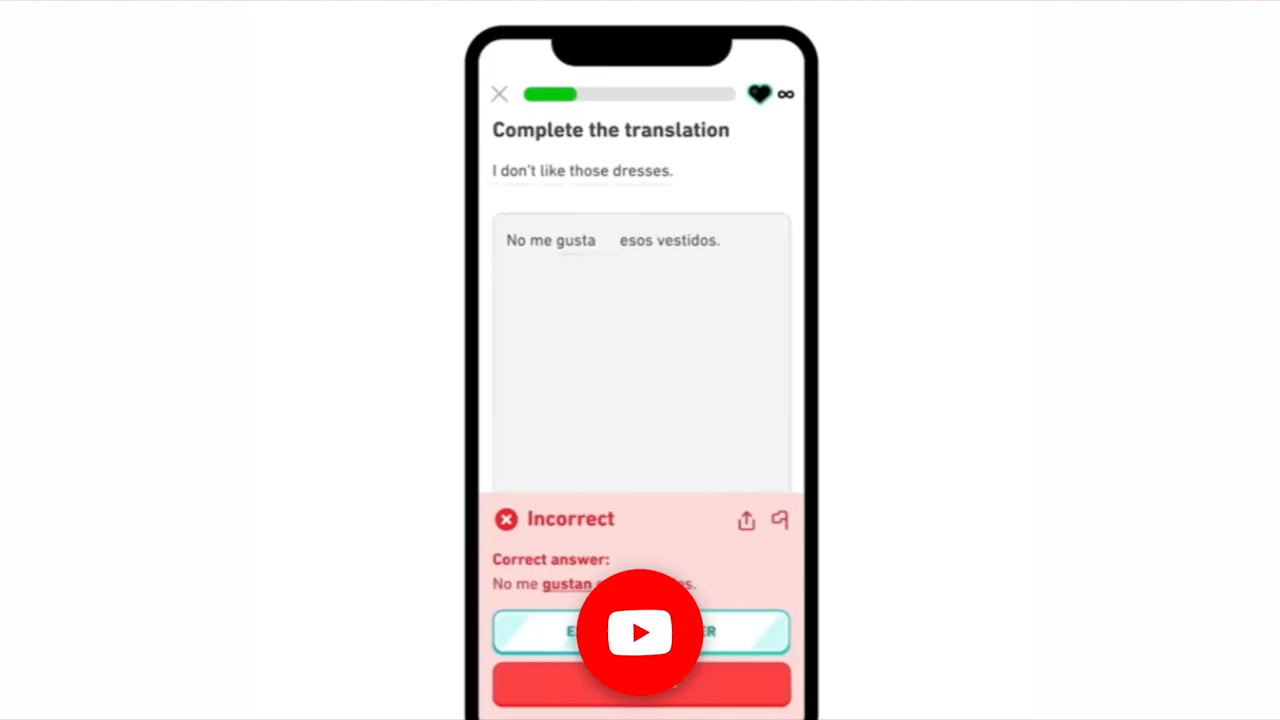 Complete the translation
I don't like those dresses.
No me gusta esos vestidos.
Incorrect
Correct answer:
No me gustan